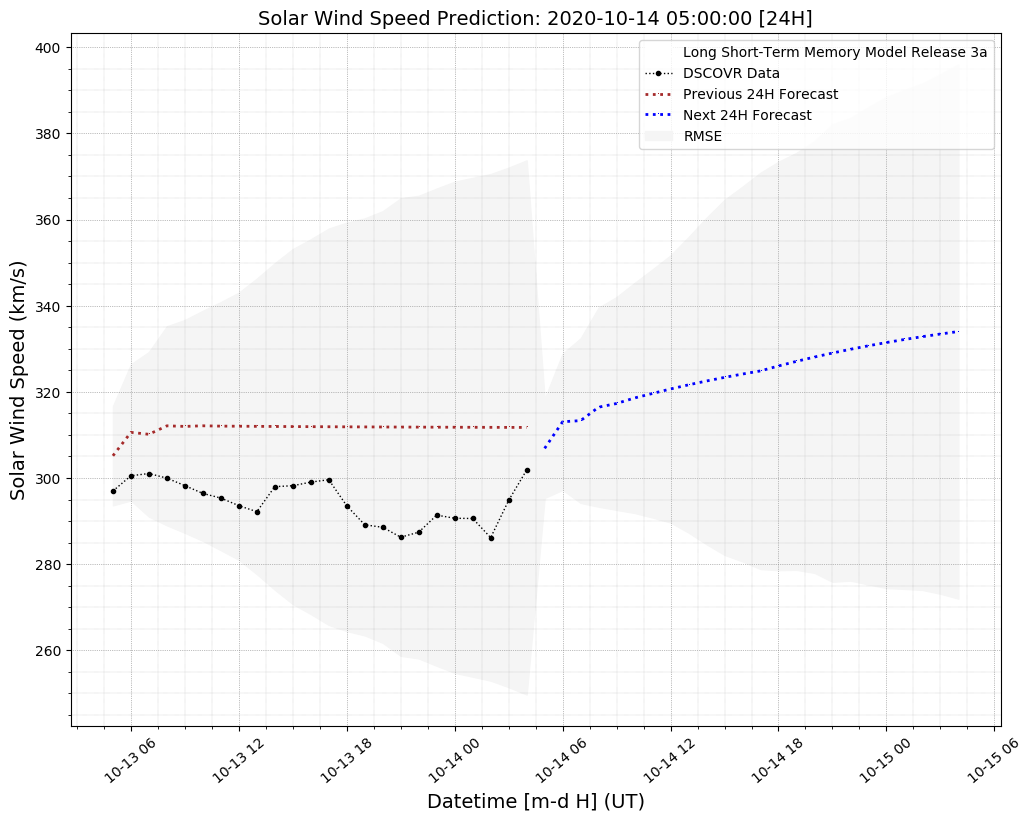 Solar Wind Speed Prediction: 2020-10-14 05:00:00 [24H]
Long Short-Term Memory Model Release 3a
DSCOVR Data
Previous 24H Forecast
Next 24H Forecast
RMSE
Solar Wind Speed (km/s)
400
380
360
340
320
300
280
260
10-13 06
10-13 12
10-13 18
10-14 00
10-14 06
10-14 12
10-14 18
10-15 00
10-15 06
Datetime [m-d H] (UT)